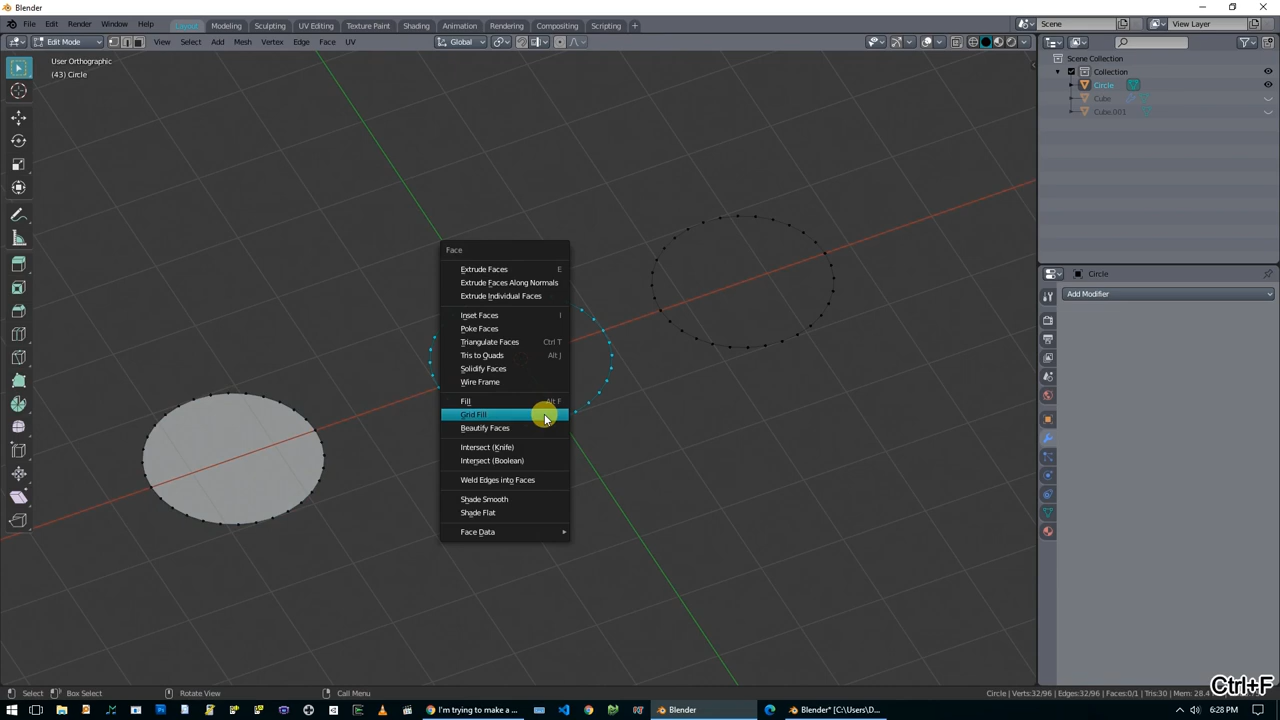 Blender
File Edit Render Window Help Layout Modeling Sculpting UV Editing Texture Paint Shading Animation Rendering Compositing Scripting + Scene View Layer
Edit Mode View Select Add Mesh Vertex Edge Face UV Global
User Orthographic
(43) Circle
Scene Collection
Collection
Circle
Cube
Cube.001
Circle
Add Modifier
Face
Extrude Faces E
Extrude Faces Along Normals
Extrude Individual Faces
Inset Faces I
Poke Faces
Triangulate Faces Ctrl T
Tris to Quads Alt J
Solidify Faces
Wire Frame
Fill Alt F
Grid Fill
Beautify Faces
Intersect (Knife)
Intersect (Boolean)
Weld Edges into Faces
Shade Smooth
Shade Flat
Face Data
Select Box Select Rotate View Call Menu Circle | Verts:32/96 | Edges:32/96 | Faces:0/1 | Tris:30 | Mem: 28.4
Ctrl+F
I'm trying to make a ... Blender Blender* [C:\Users\D... 6:28 PM